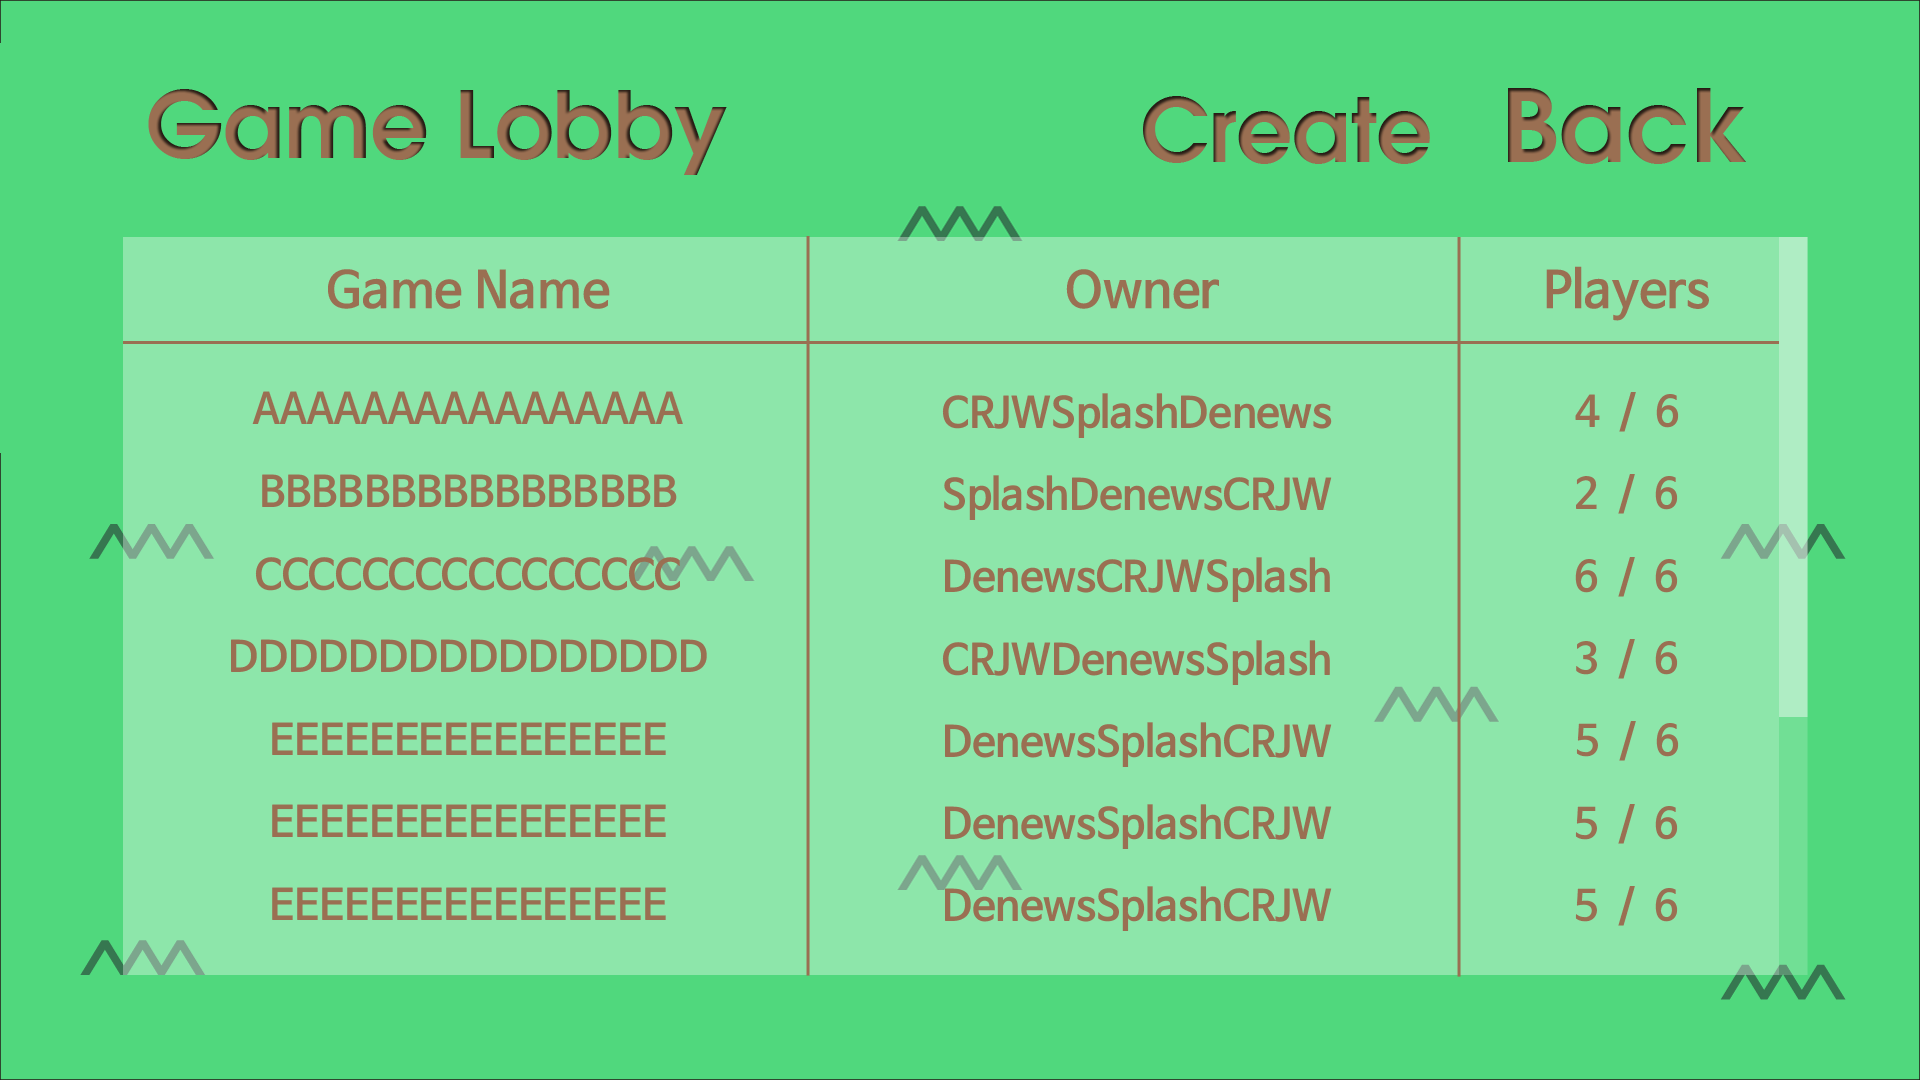 Game Lobby Create Back
Game Name Owner Players
AAAAAAAAAAAAAAAA CRJWSplashDenews 4 / 6
BBBBBBBBBBBBBBBB SplashDenewsCRJW 2 / 6
CCCCCCCCCCCCCCCC DenewsCRJWSplash 6 / 6
DDDDDDDDDDDDDDDD CRJWDenewsSplash 3 / 6
EEEEEEEEEEEEEEEE DenewsSplashCRJW 5 / 6
EEEEEEEEEEEEEEEE DenewsSplashCRJW 5 / 6
EEEEEEEEEEEEEEEE DenewsSplashCRJW 5 / 6